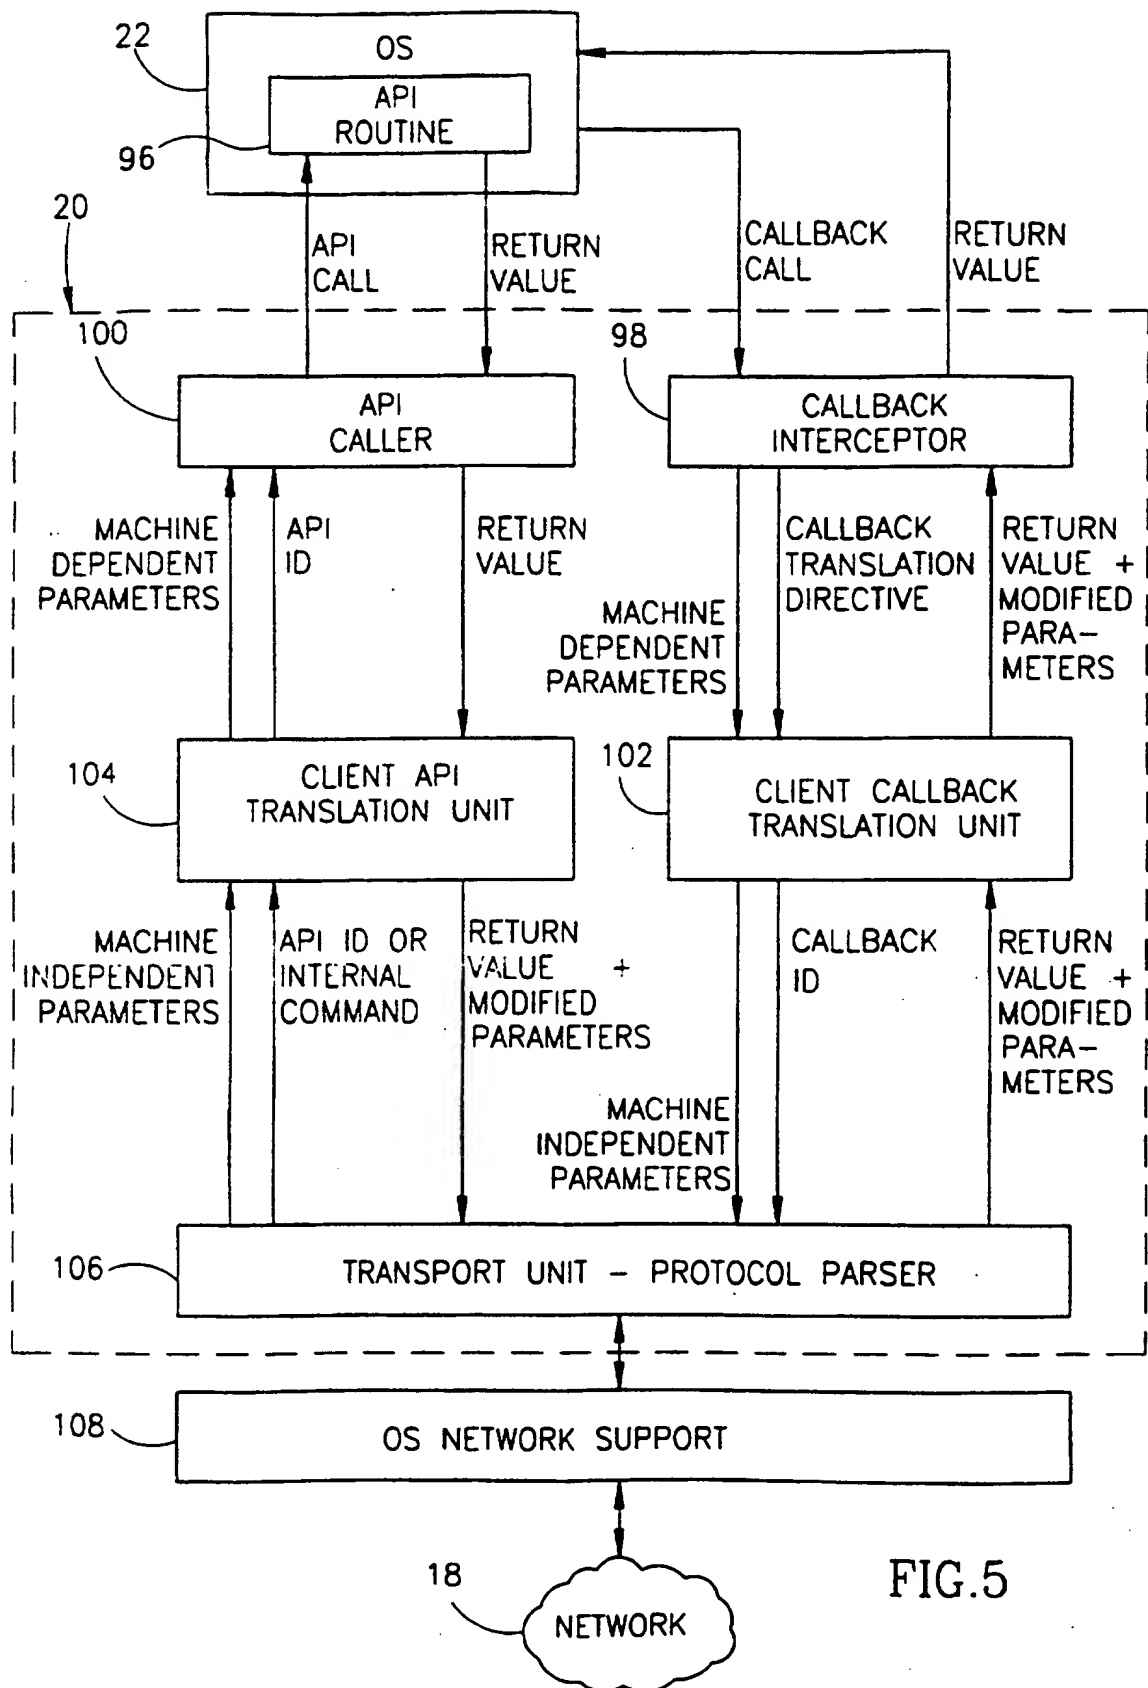 22
OS
API
ROUTINE
96
20
API
CALL
RETURN
VALUE
CALLBACK
CALL
RETURN
VALUE
100
98
API
CALLER
CALLBACK
INTERCEPTOR
MACHINE
DEPENDENT
PARAMETERS
API
ID
RETURN
VALUE
CALLBACK
TRANSLATION
DIRECTIVE
RETURN
VALUE +
MODIFIED
PARA-
METERS
MACHINE
DEPENDENT
PARAMETERS
104
CLIENT API
TRANSLATION UNIT
102
CLIENT CALLBACK
TRANSLATION UNIT
MACHINE
INDEPENDENT
PARAMETERS
API ID OR
INTERNAL
COMMAND
RETURN
VALUE +
MODIFIED
PARAMETERS
CALLBACK
ID
RETURN
VALUE +
MODIFIED
PARA-
METERS
MACHINE
INDEPENDENT
PARAMETERS
106
TRANSPORT UNIT - PROTOCOL PARSER
108
OS NETWORK SUPPORT
18
NETWORK
FIG.5